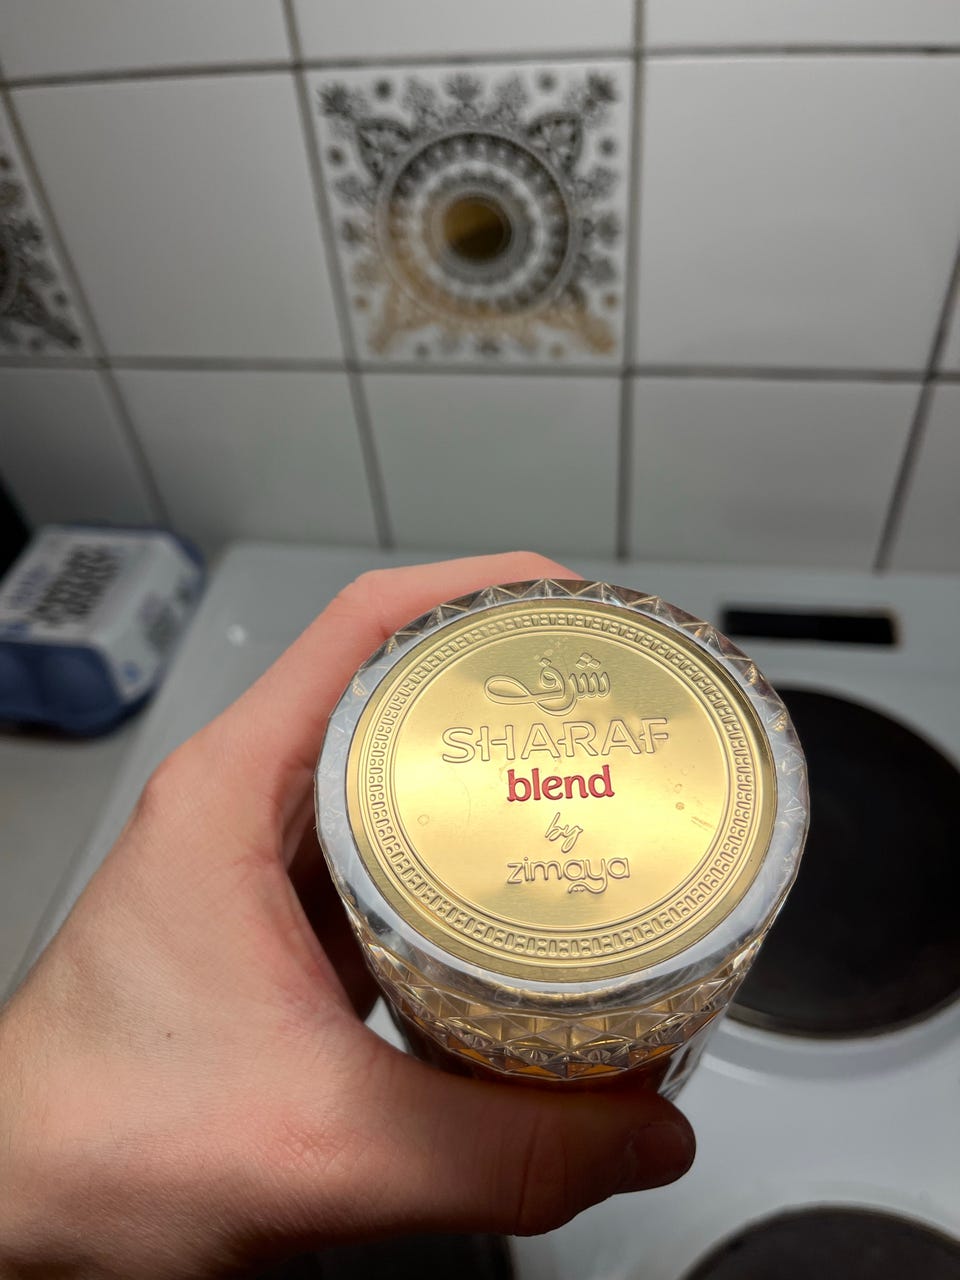 شرف
SHARAF
blend
by
zimaya